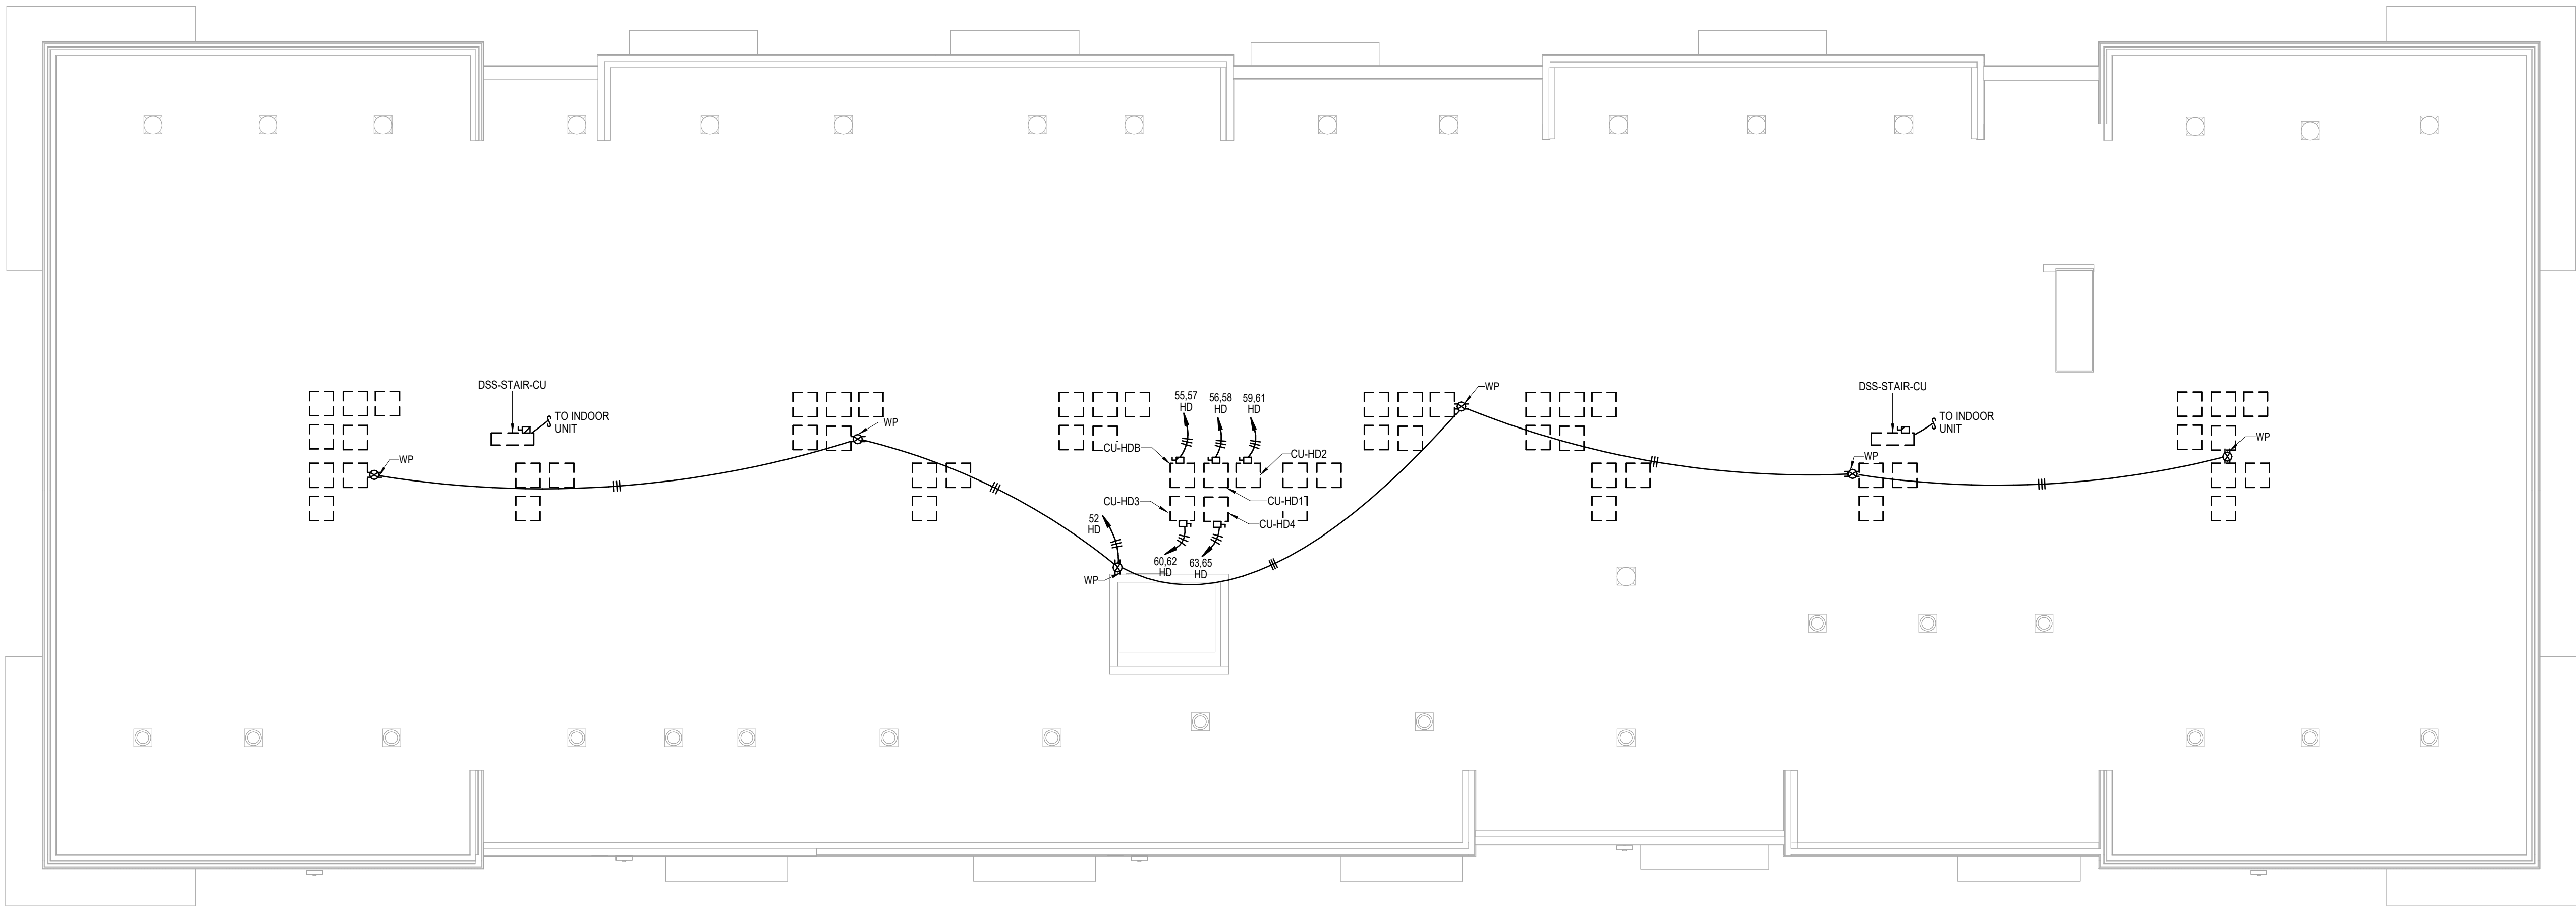 DSS-STAIR-CU
TO INDOOR
UNIT
WP
WP
55,57
HD
56,58
HD
59,61
HD
CU-HDB
CU-HD2
CU-HD3
CU-HD1
CU-HD4
52
HD
60,62
HD
63,65
HD
WP
WP
DSS-STAIR-CU
TO INDOOR
UNIT
WP
WP